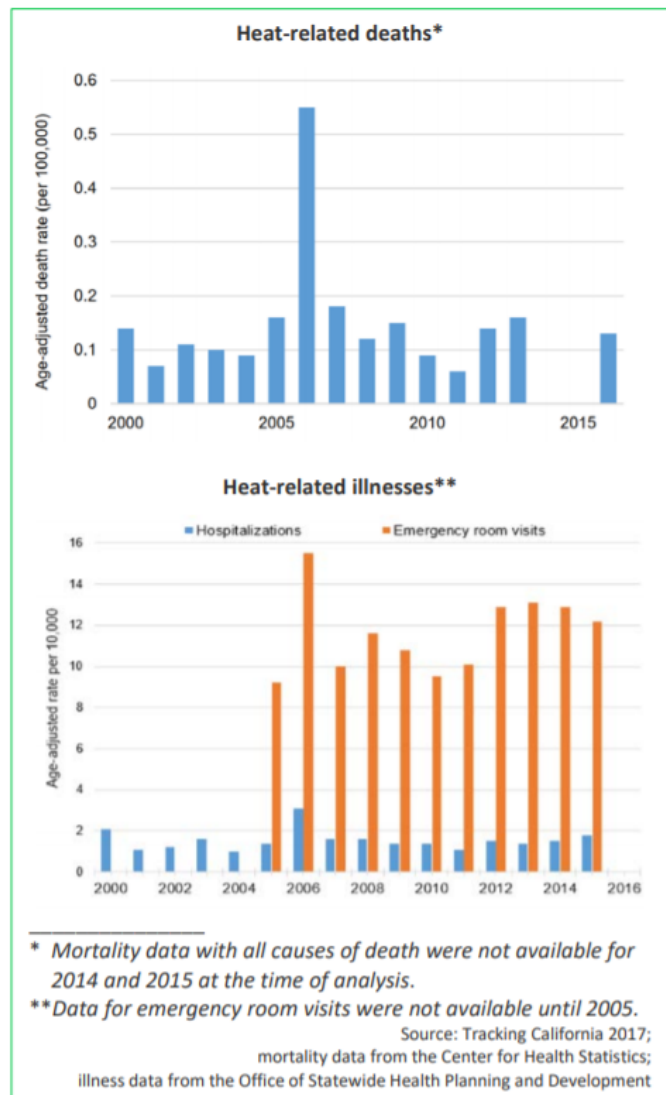 Heat-related deaths*
Age-adjusted death rate (per 100,000)
0.6
0.5
0.4
0.3
0.2
0.1
0
2000 2005 2010 2015
Heat-related illnesses**
Hospitalizations Emergency room visits
Age-adjusted rate per 10,000
16
14
12
10
8
6
4
2
0
2000 2002 2004 2006 2008 2010 2012 2014 2016
* Mortality data with all causes of death were not available for
2014 and 2015 at the time of analysis.
**Data for emergency room visits were not available until 2005.
Source: Tracking California 2017;
mortality data from the Center for Health Statistics;
illness data from the Office of Statewide Health Planning and Development